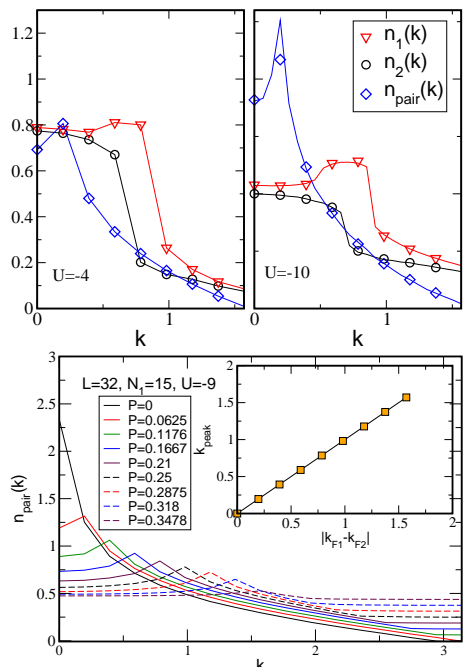 1.2
1
0.8
0.6
0.4
0.2
0
U=-4
0 1
k
n1(k)
n2(k)
npair(k)
U=-10
0 1
k
L=32, N1=15, U=-9
P=0
P=0.0625
P=0.1176
P=0.1667
P=0.21
P=0.25
P=0.2875
P=0.318
P=0.3478
npair(k)
3
2.5
2
1.5
1
0.5
0
0 1 2 3
k
kpeak
2
1.5
1
0.5
0
0 0.5 1 1.5 2
|kF1-kF2|